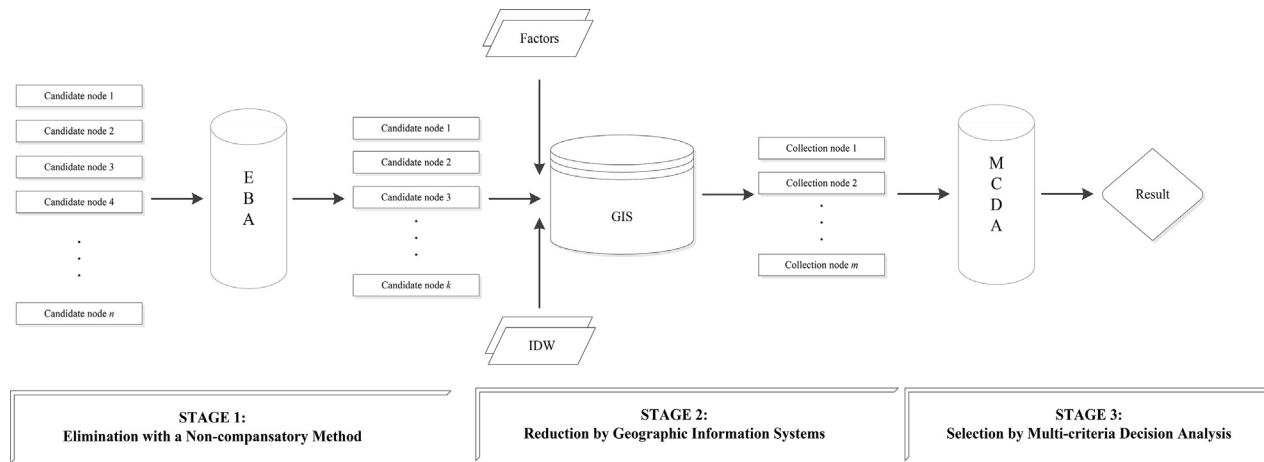 Candidate node 1
Candidate node 2
Candidate node 3
Candidate node 4
.
.
.
Candidate node n
E
B
A
Candidate node 1
Candidate node 2
Candidate node 3
.
.
.
Candidate node k
Factors
GIS
IDW
Collection node 1
Collection node 2
.
.
.
Collection node m
M
C
D
A
Result
STAGE 1:
Elimination with a Non-compansatory Method
STAGE 2:
Reduction by Geographic Information Systems
STAGE 3:
Selection by Multi-criteria Decision Analysis